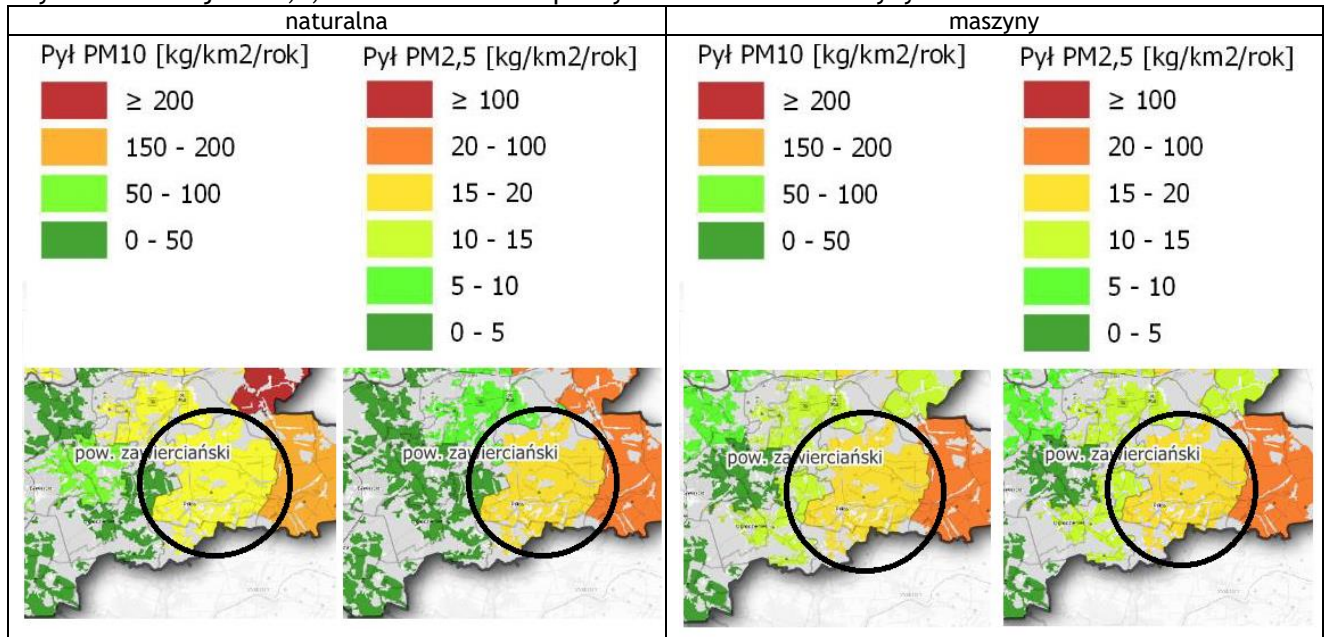 naturalna
maszyny
Pył PM10 [kg/km2/rok]
≥ 200
150 - 200
50 - 100
0 - 50
Pył PM2,5 [kg/km2/rok]
≥ 100
20 - 100
15 - 20
10 - 15
5 - 10
0 - 5
Pył PM10 [kg/km2/rok]
≥ 200
150 - 200
50 - 100
0 - 50
Pył PM2,5 [kg/km2/rok]
≥ 100
20 - 100
15 - 20
10 - 15
5 - 10
0 - 5
pow. zawierciański
pow. zawierciański
pow. zawierciański
pow. zawierciański